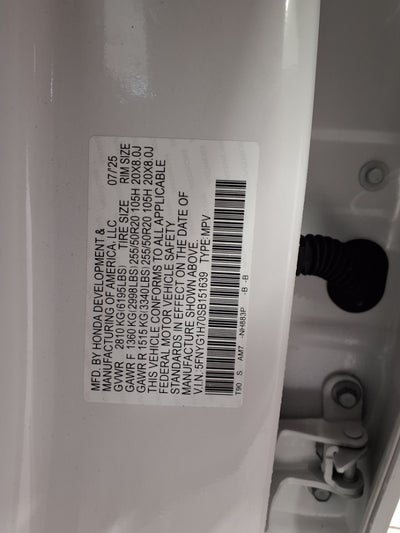 MFD. BY HONDA DEVELOPMENT &
MANUFACTURING OF AMERICA, LLC 07/'25
GVWR 2810 KG(6195LBS) TIRE SIZE RIM SIZE
GAWR F 1360 KG(2998LBS) 255/50R20 105H 20X8.0J
GAWR R 1515 KG(3340LBS) 255/50R20 105H 20X8.0J
THIS VEHICLE CONFORMS TO ALL APPLICABLE
FEDERAL MOTOR VEHICLE SAFETY
STANDARDS IN EFFECT ON THE DATE OF
MANUFACTURE SHOWN ABOVE.
V.I.N. 5FNYG1H70SB151639 TYPE:MPV
T90 S AM7 -NH883P -B -B